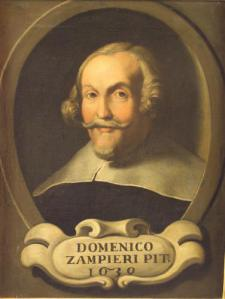 DOMENICO
ZAMPIERI PIT.
1630